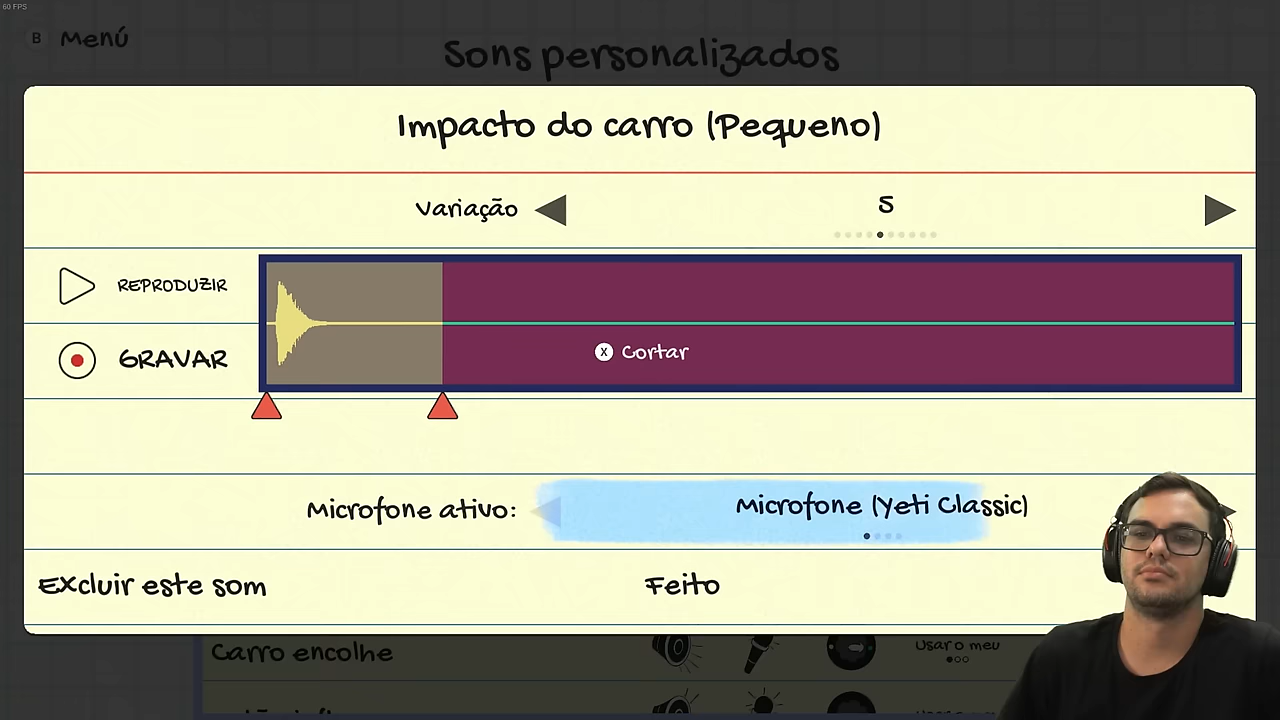 60 FPS
B Menú
Sons personalizados
Impacto do carro (Pequeno)
Variação
5
REPRODUZIR
GRAVAR
X Cortar
Microfone ativo:
Microfone (Yeti Classic)
Excluir este som
Feito
Carro encolhe
Usar o meu